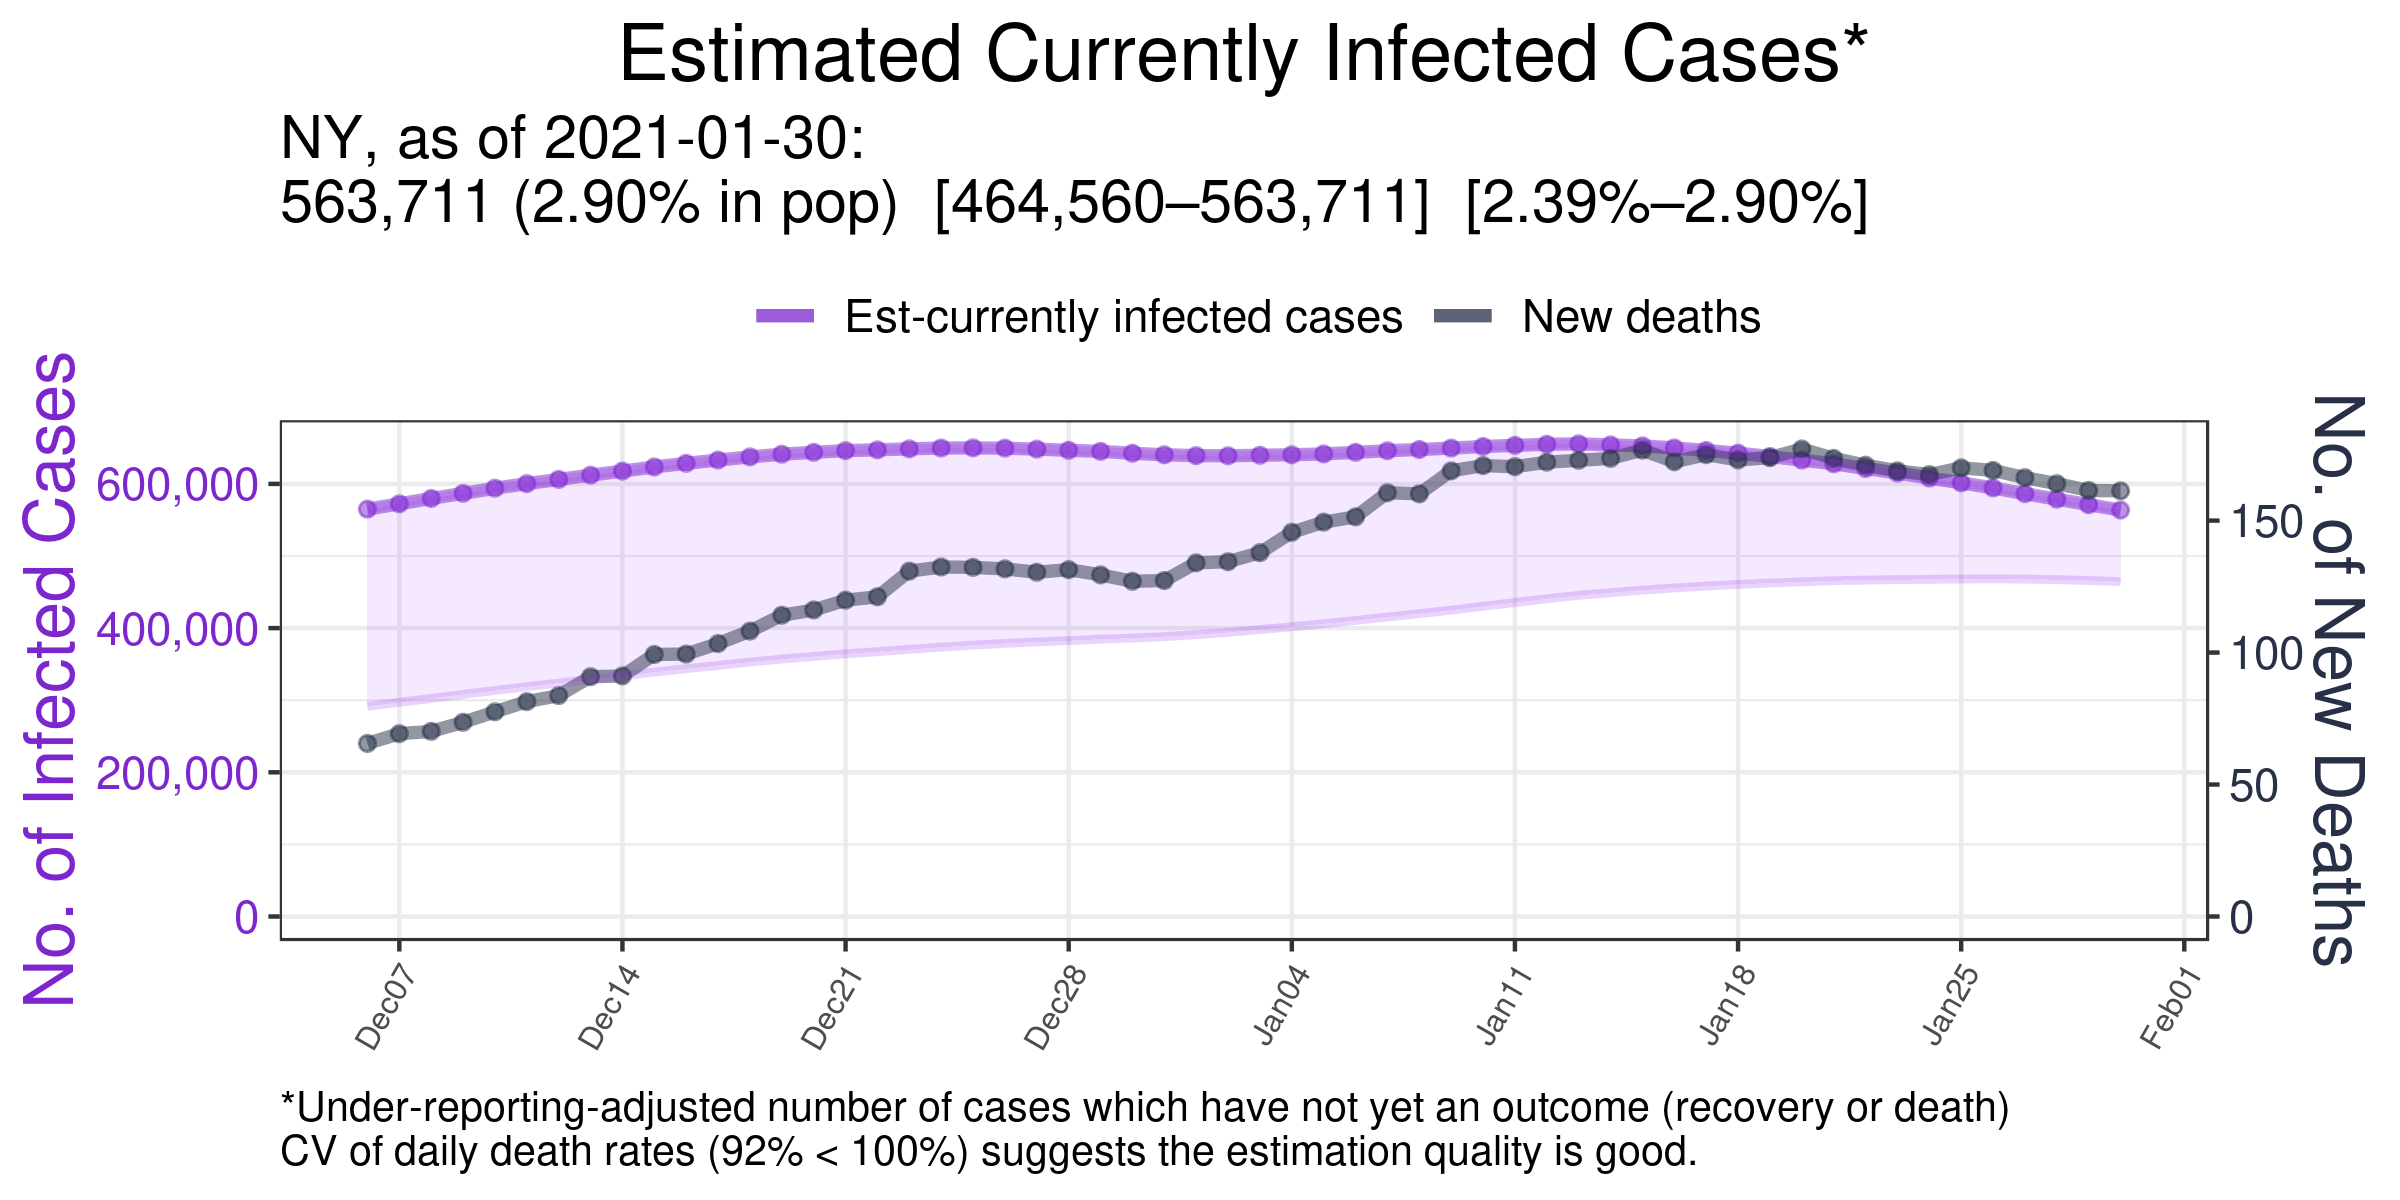 Estimated Currently Infected Cases*
NY, as of 2021-01-30:
563,711 (2.90% in pop)  [464,560–563,711]  [2.39%–2.90%]
Est-currently infected cases
New deaths
No. of Infected Cases
600,000
400,000
200,000
0
No. of New Deaths
150
100
50
0
Dec07
Dec14
Dec21
Dec28
Jan04
Jan11
Jan18
Jan25
Feb01
*Under-reporting-adjusted number of cases which have not yet an outcome (recovery or death)
CV of daily death rates (92% < 100%) suggests the estimation quality is good.